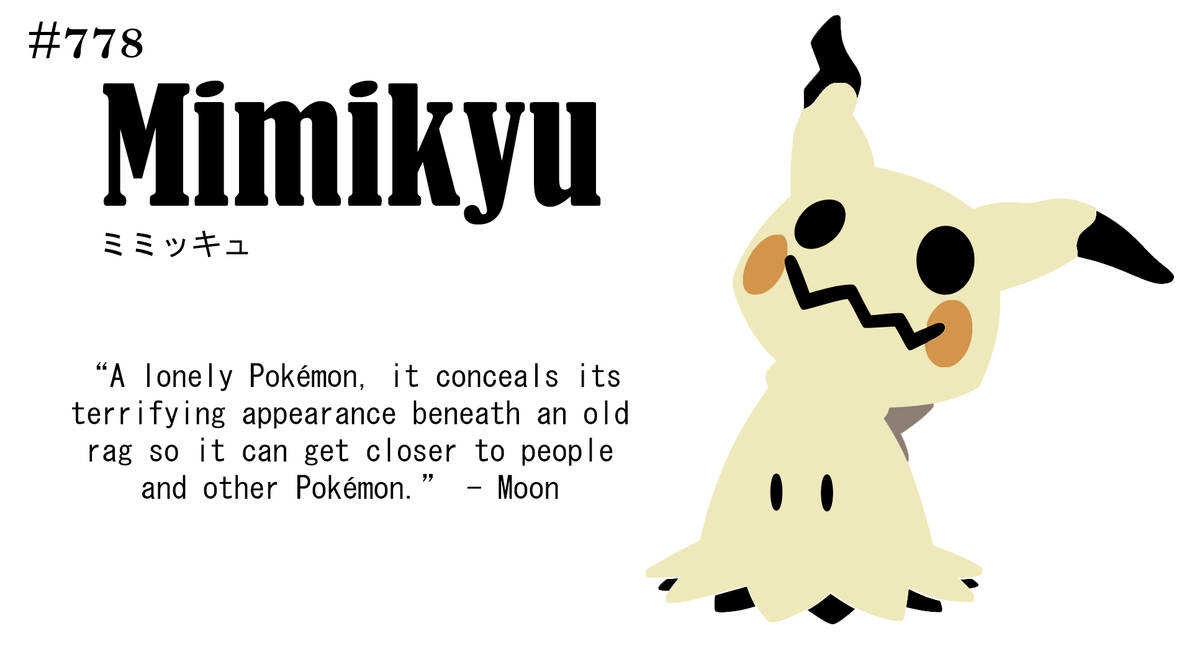 #778
Mimikyu
ミミッキュ
“A lonely Pokémon, it conceals its
terrifying appearance beneath an old
rag so it can get closer to people
and other Pokémon.” – Moon